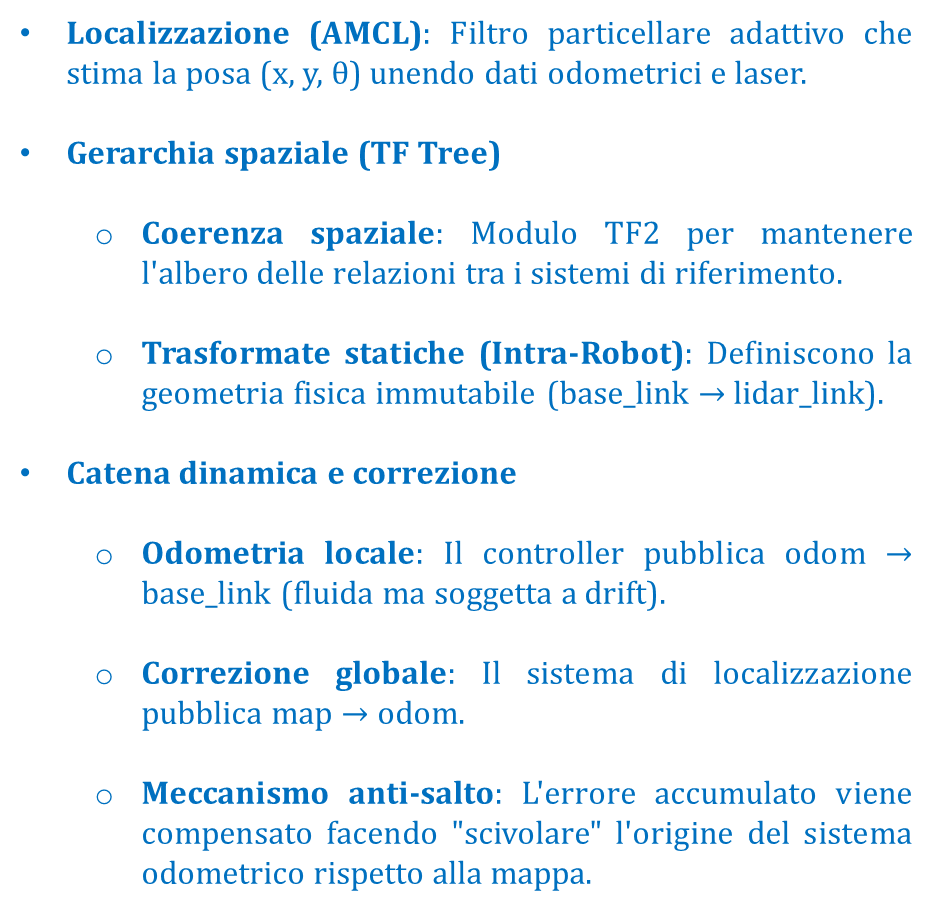 • Localizzazione (AMCL): Filtro particellare adattivo che
stima la posa (x, y, θ) unendo dati odometrici e laser.
• Gerarchia spaziale (TF Tree)
o Coerenza spaziale: Modulo TF2 per mantenere
l'albero delle relazioni tra i sistemi di riferimento.
o Trasformate statiche (Intra-Robot): Definiscono la
geometria fisica immutabile (base_link → lidar_link).
• Catena dinamica e correzione
o Odometria locale: Il controller pubblica odom →
base_link (fluida ma soggetta a drift).
o Correzione globale: Il sistema di localizzazione
pubblica map → odom.
o Meccanismo anti-salto: L'errore accumulato viene
compensato facendo "scivolare" l'origine del sistema
odometrico rispetto alla mappa.